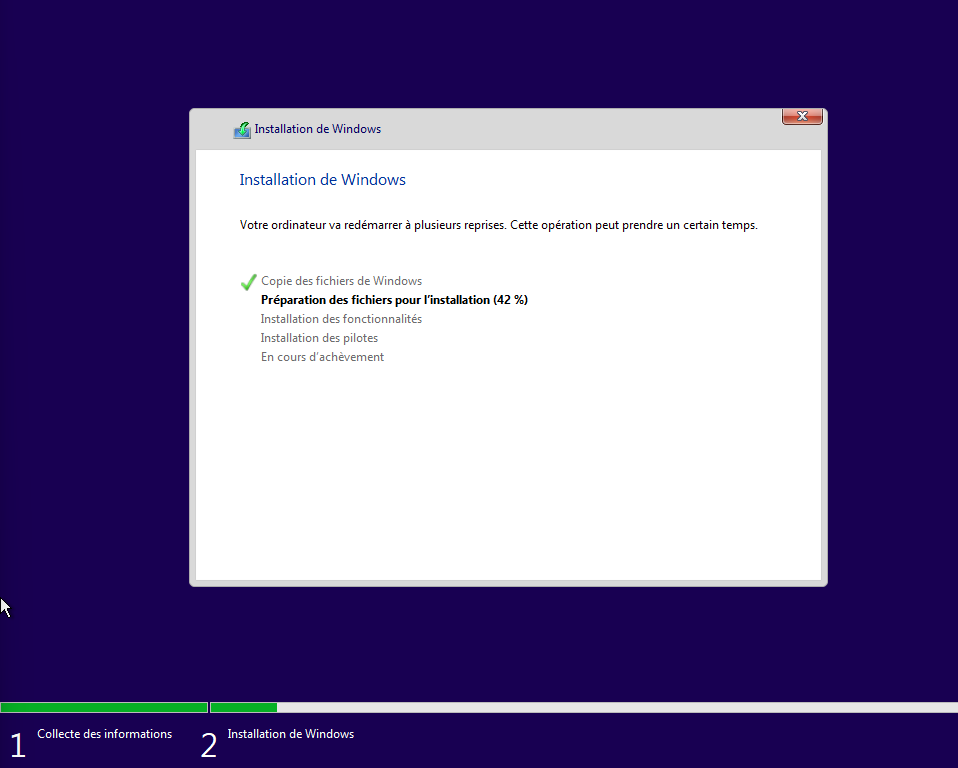 Installation de Windows
Installation de Windows
Votre ordinateur va redémarrer à plusieurs reprises. Cette opération peut prendre un certain temps.
Copie des fichiers de Windows
Préparation des fichiers pour l'installation (42 %)
Installation des fonctionnalités
Installation des pilotes
En cours d'achèvement
1 Collecte des informations 2 Installation de Windows